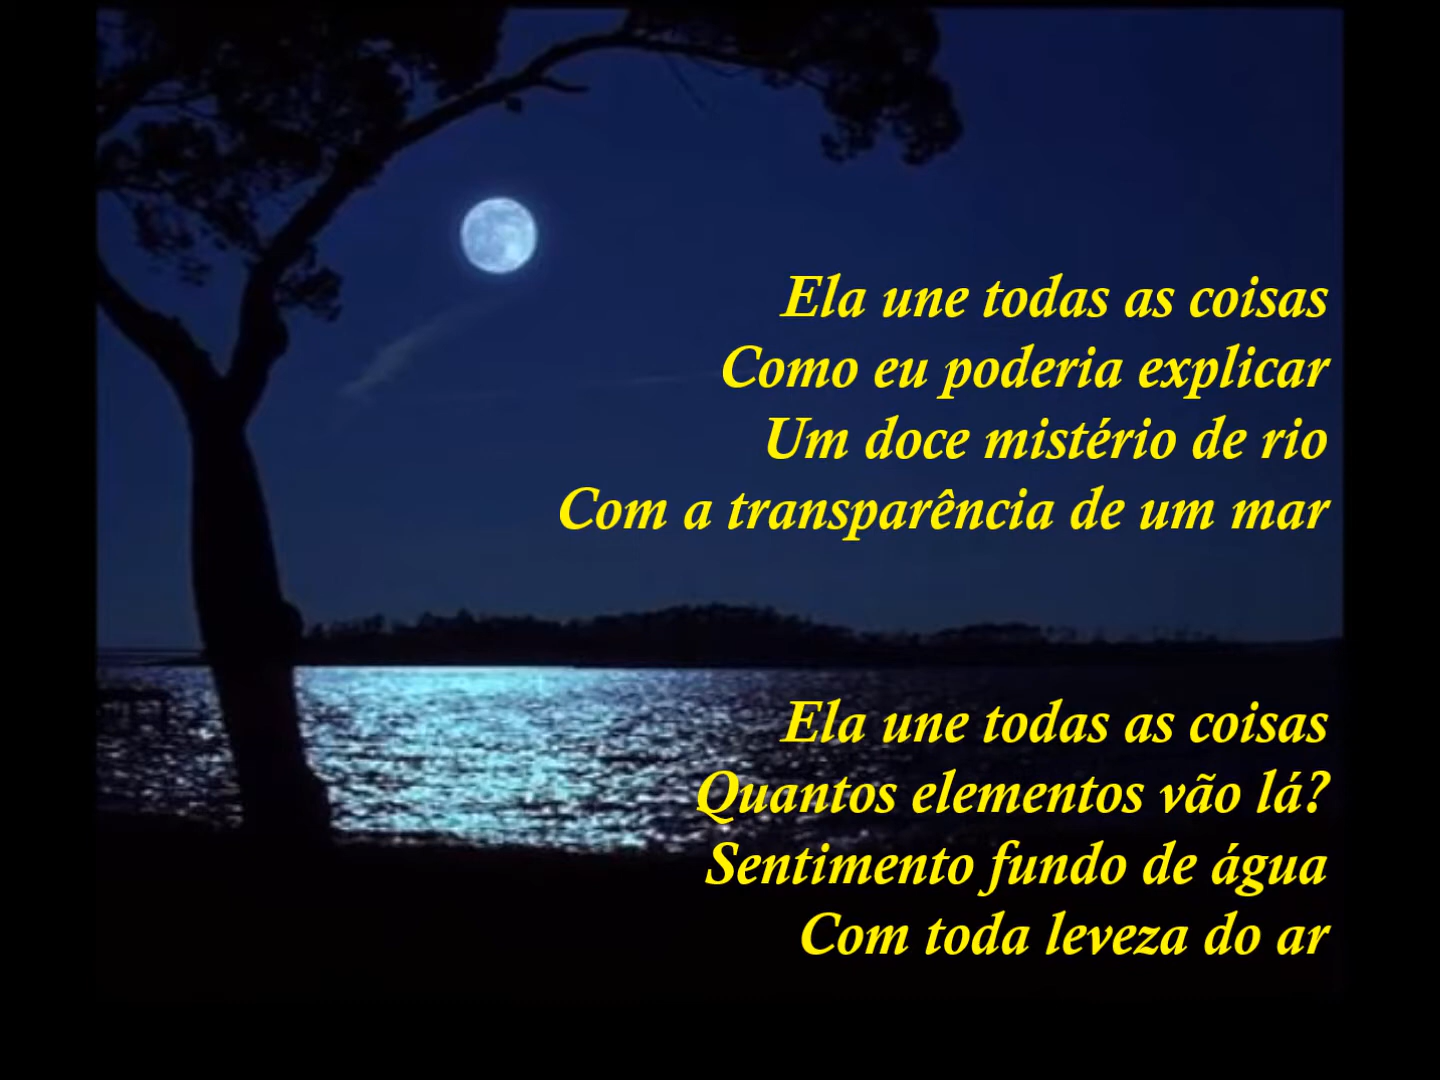 Ela une todas as coisas
Como eu poderia explicar
Um doce mistério de rio
Com a transparência de um mar
Ela une todas as coisas
Quantos elementos vão lá?
Sentimento fundo de água
Com toda leveza do ar